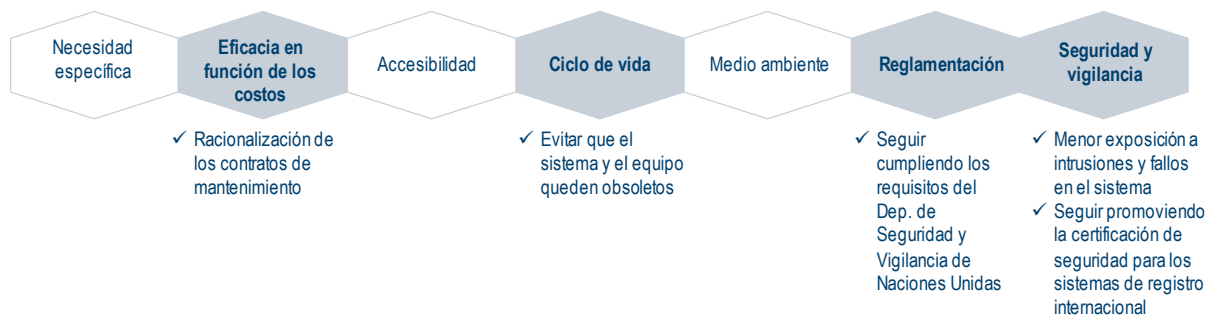 Necesidad
específica
Eficacia en
función de los
costos
Accesibilidad
Ciclo de vida
Medio ambiente
Reglamentación
Seguridad y
vigilancia
✓ Racionalización de
los contratos de
mantenimiento
✓ Evitar que el
sistema y el equipo
queden obsoletos
✓ Seguir
cumpliendo los
requisitos del
Dep. de
Seguridad y
Vigilancia de
Naciones Unidas
✓ Menor exposición a
intrusiones y fallos
en el sistema
✓ Seguir promoviendo
la certificación de
seguridad para los
sistemas de registro
internacional